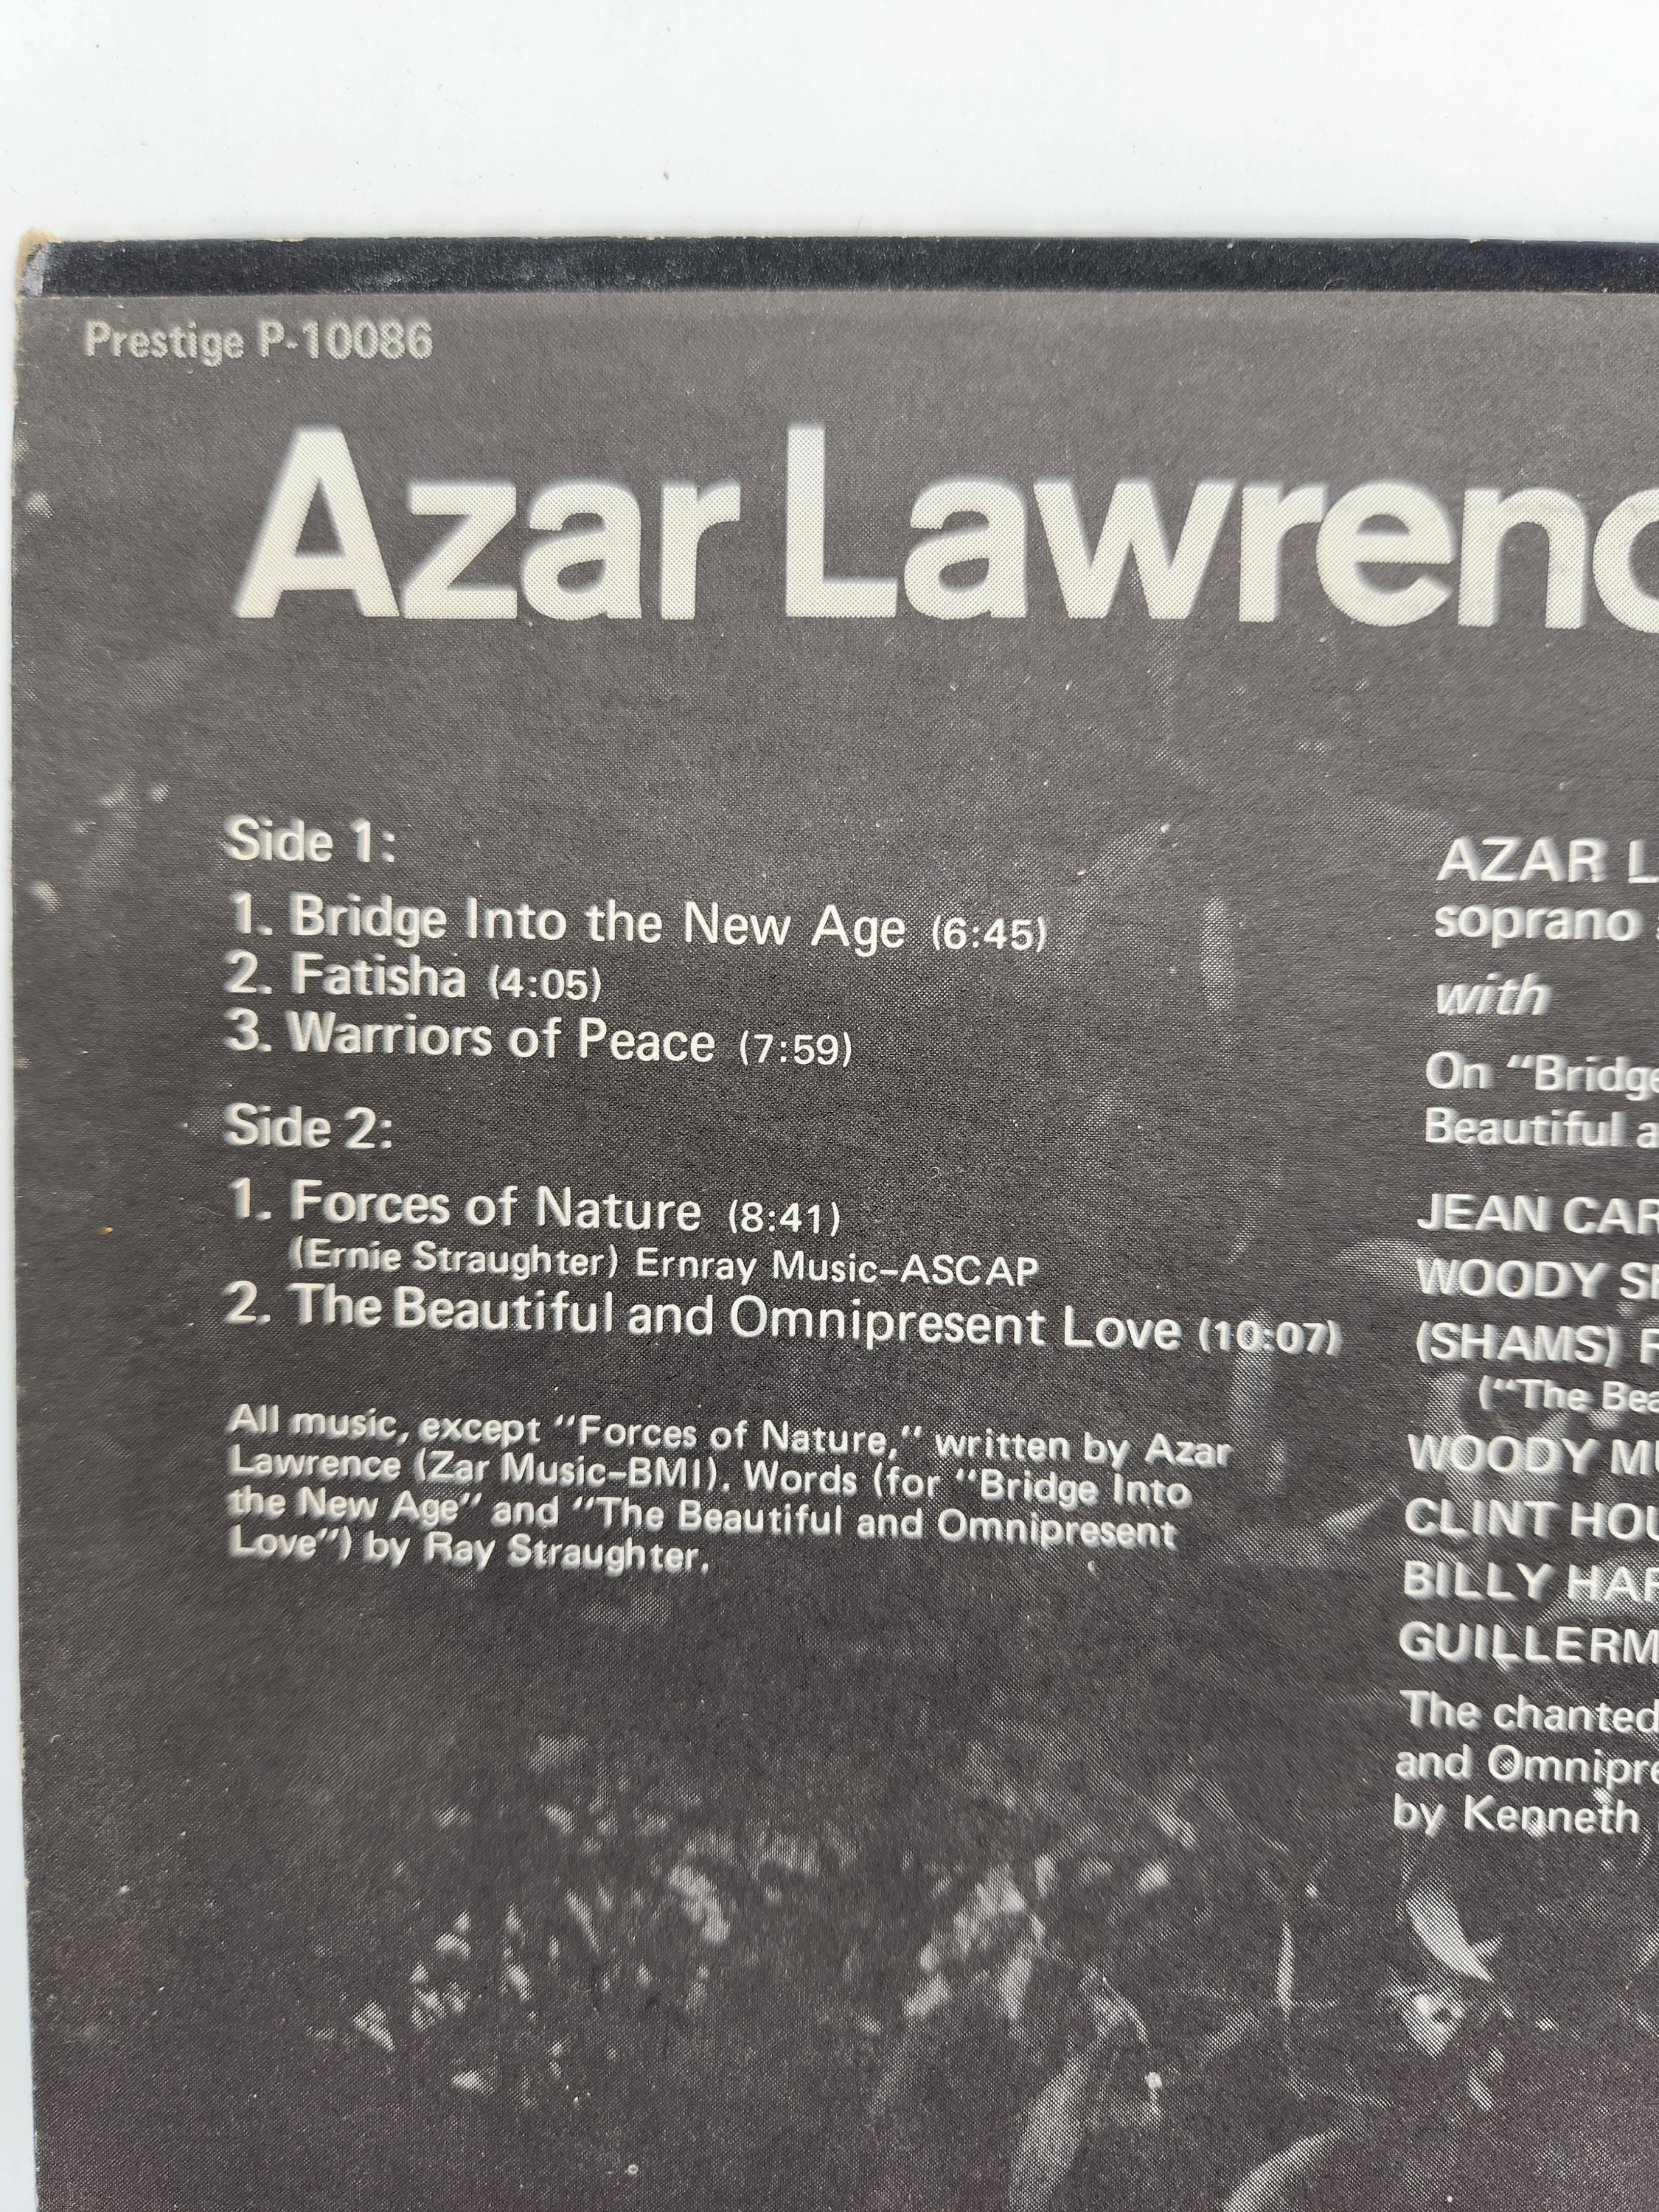 Prestige P-10086
Azar Lawrenc
Side 1:
1. Bridge Into the New Age (6:45)
2. Fatisha (4:05)
3. Warriors of Peace (7:59)
Side 2:
1. Forces of Nature (8:41)
(Ernie Straughter) Ernray Music–ASCAP
2. The Beautiful and Omnipresent Love (10:07)
All music, except "Forces of Nature," written by Azar
Lawrence (Zar Music–BMI). Words (for "Bridge Into
the New Age" and "The Beautiful and Omnipresent
Love") by Ray Straughter.
AZAR L
soprano
with
On "Bridge
Beautiful a
JEAN CAR
WOODY SH
(SHAMS)
("The Bea
WOODY MU
CLINT HOU
BILLY HAR
GUILLERM
The chanted
and Omnipre
by Kenneth